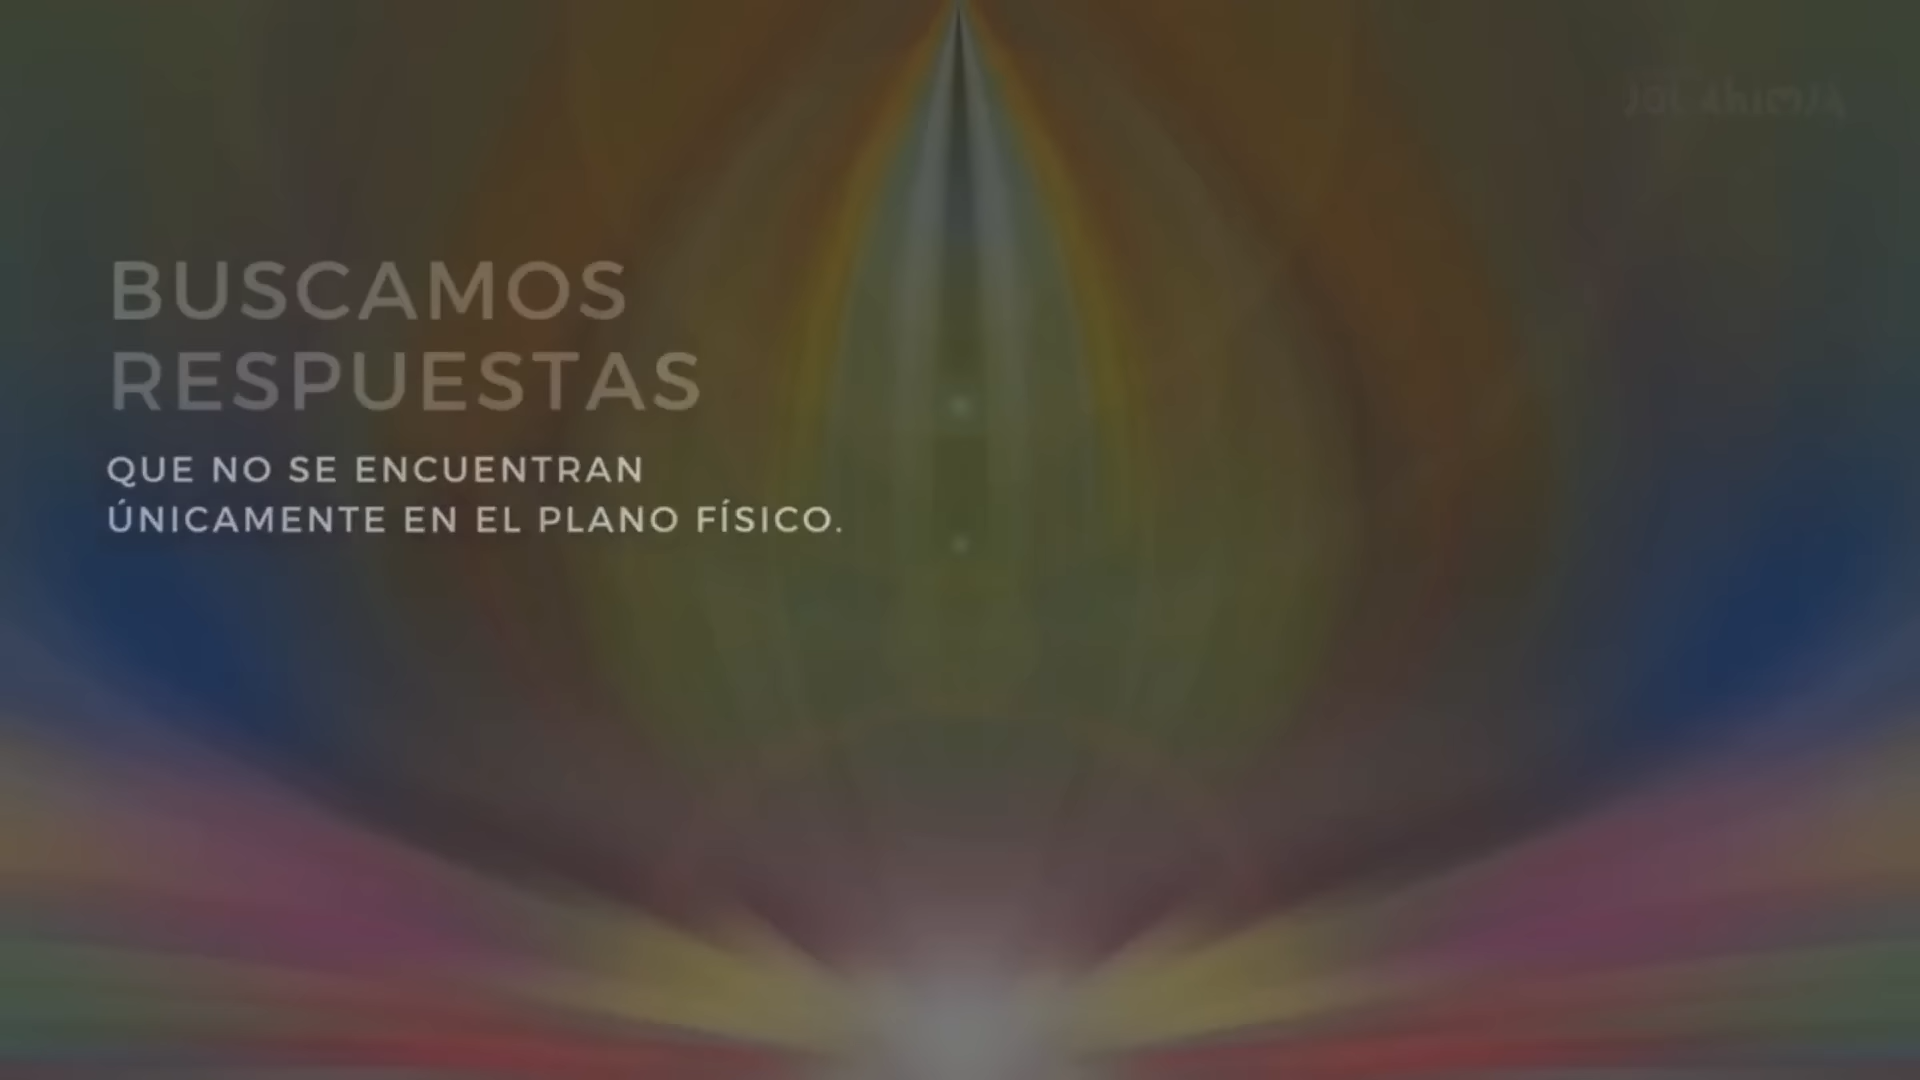 BUSCAMOS
RESPUESTAS
QUE NO SE ENCUENTRAN
ÚNICAMENTE EN EL PLANO FÍSICO.